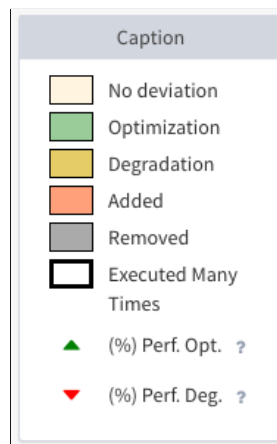 Caption
No deviation
Optimization
Degradation
Added
Removed
Executed Many
Times
(%) Perf. Opt. ?
(%) Perf. Deg. ?